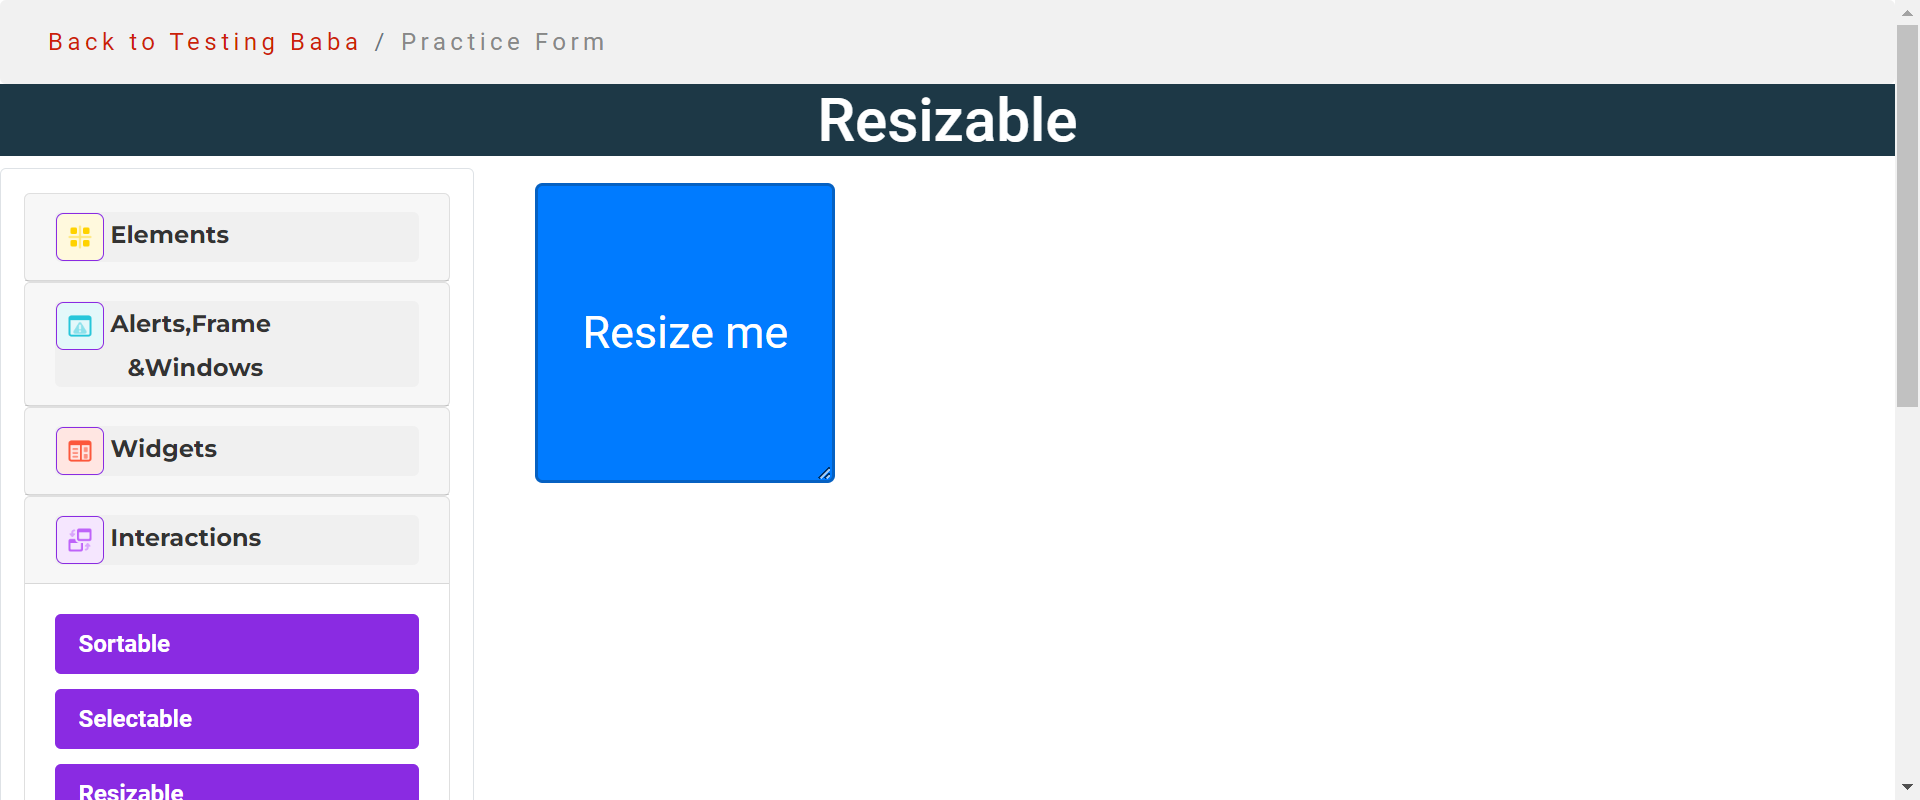 Back to Testing Baba / Practice Form
Resizable
Elements
Alerts,Frame
&Windows
Widgets
Interactions
Sortable
Selectable
Resizable
Resize me